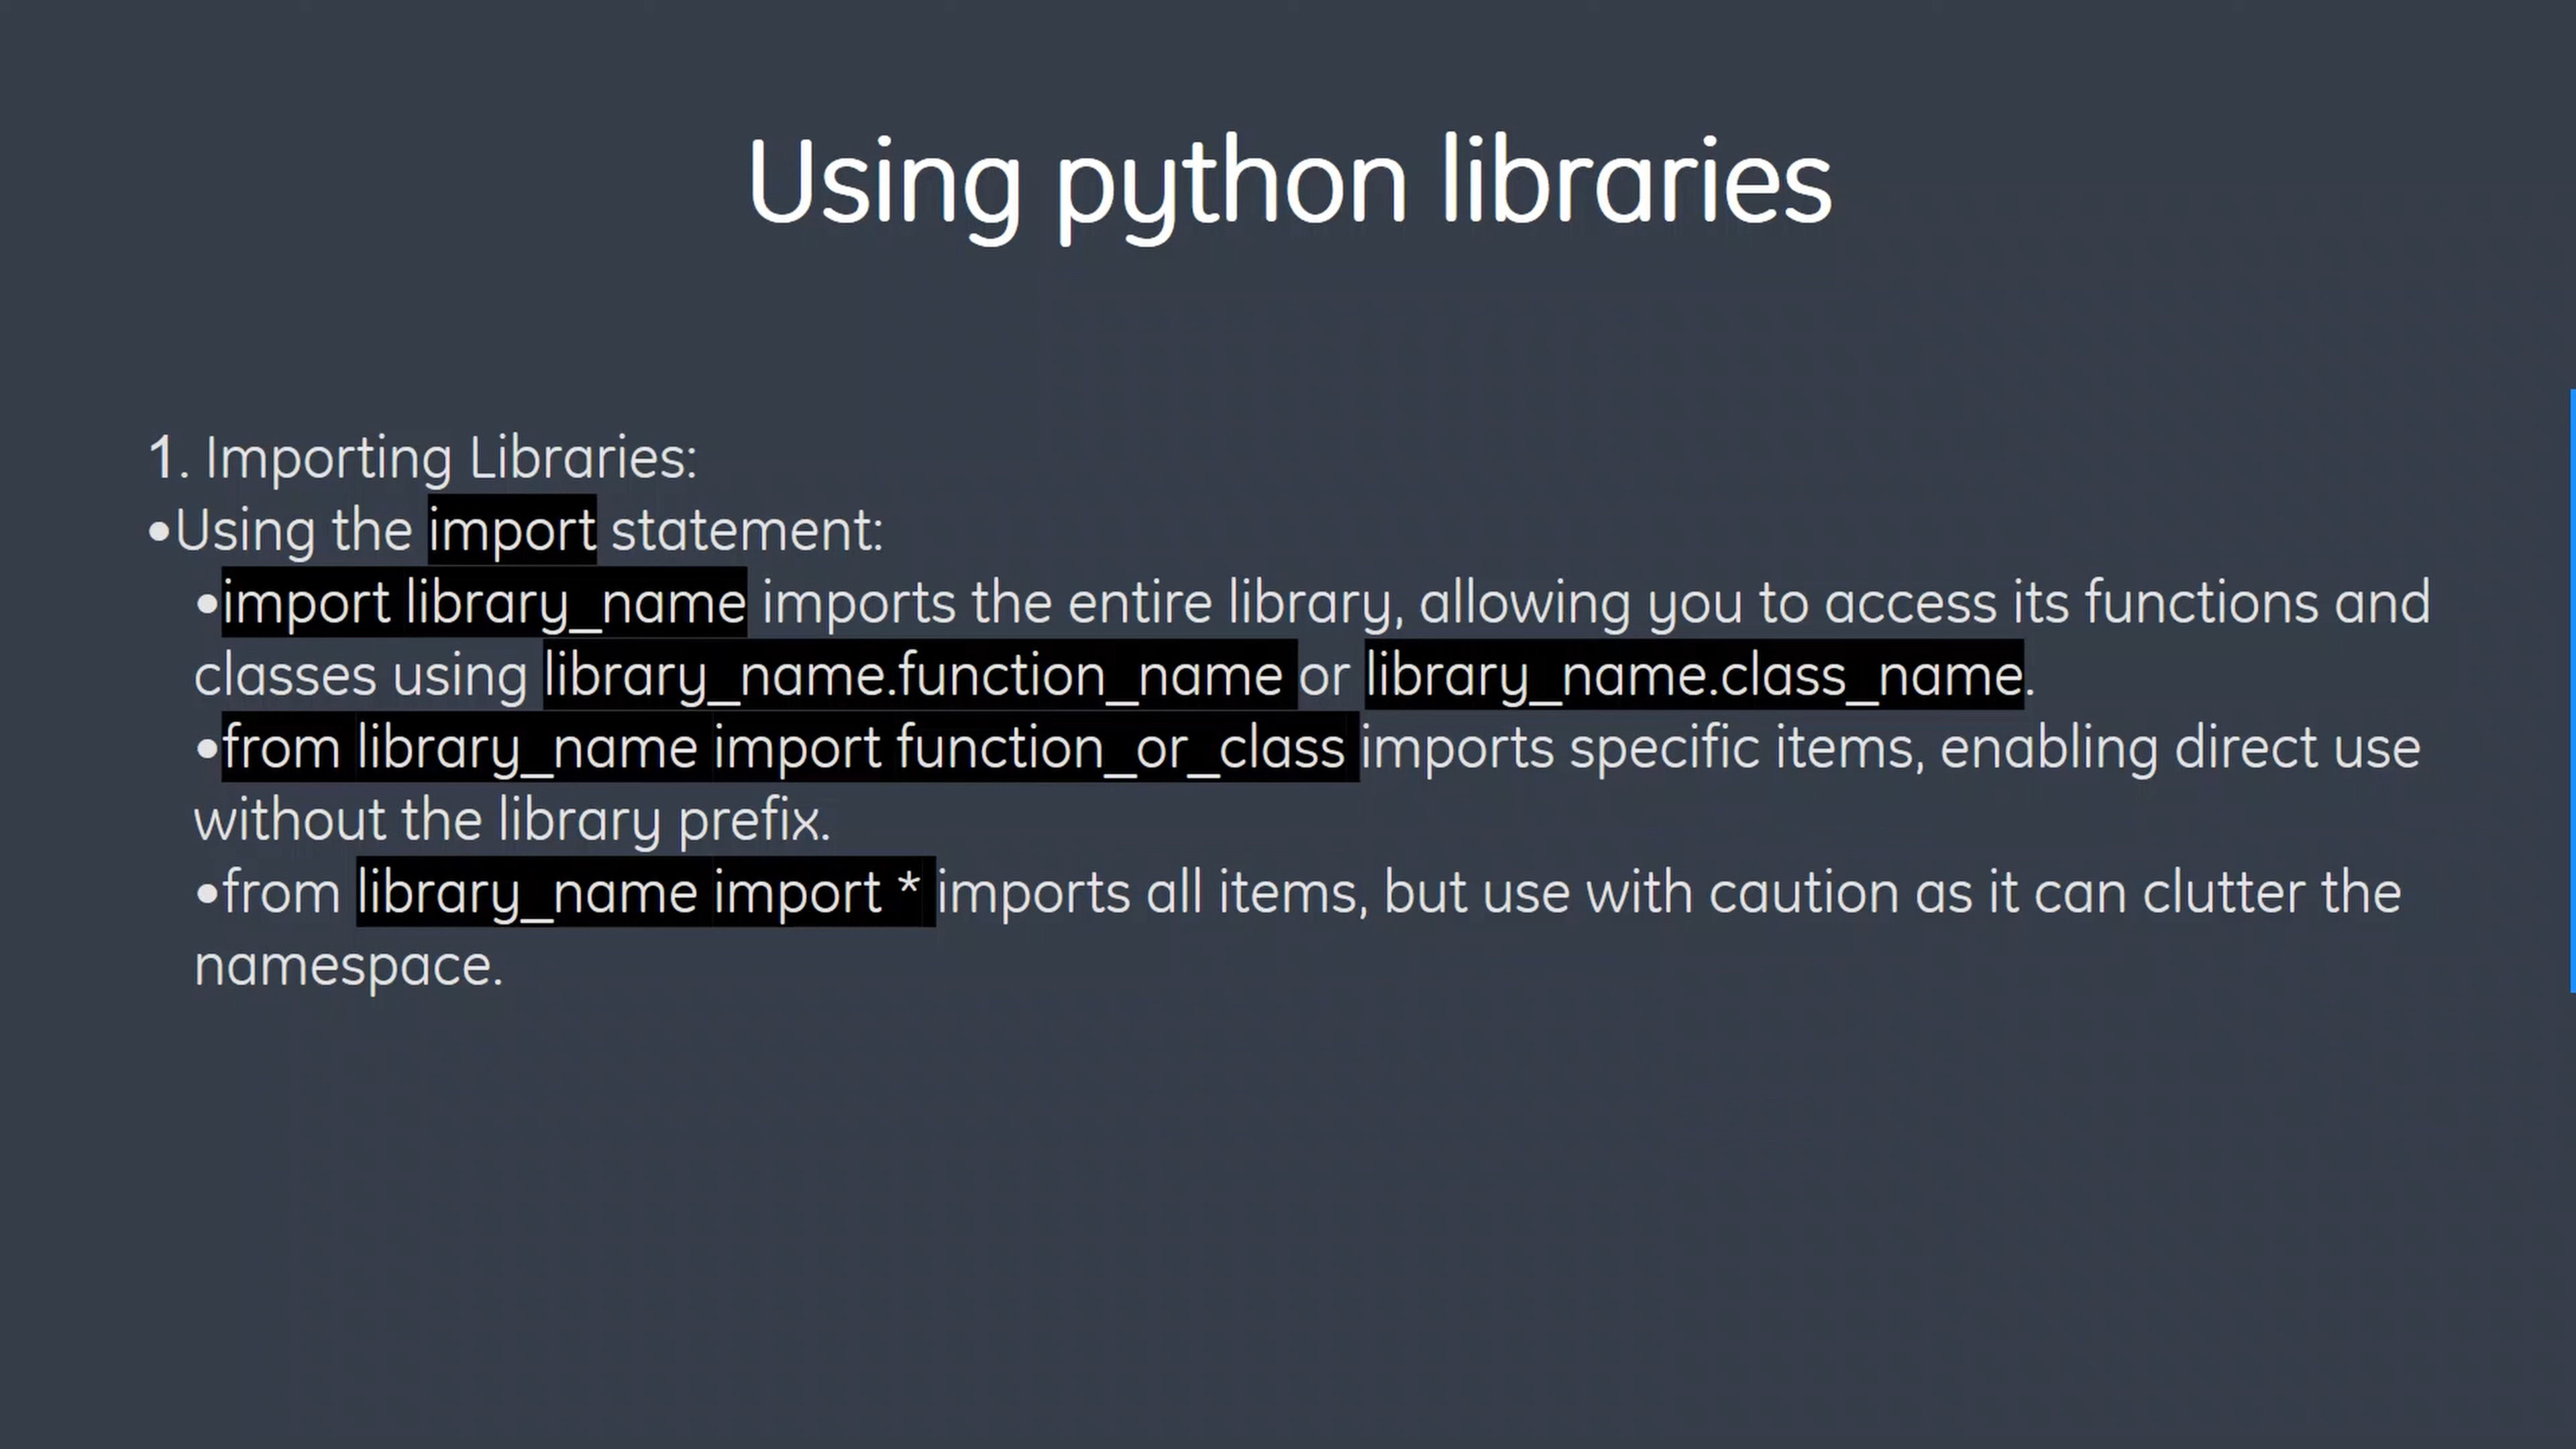 Using python libraries
1. Importing Libraries:
•Using the import statement:
•import library_name imports the entire library, allowing you to access its functions and
classes using library_name.function_name or library_name.class_name.
•from library_name import function_or_class imports specific items, enabling direct use
without the library prefix.
•from library_name import * imports all items, but use with caution as it can clutter the
namespace.